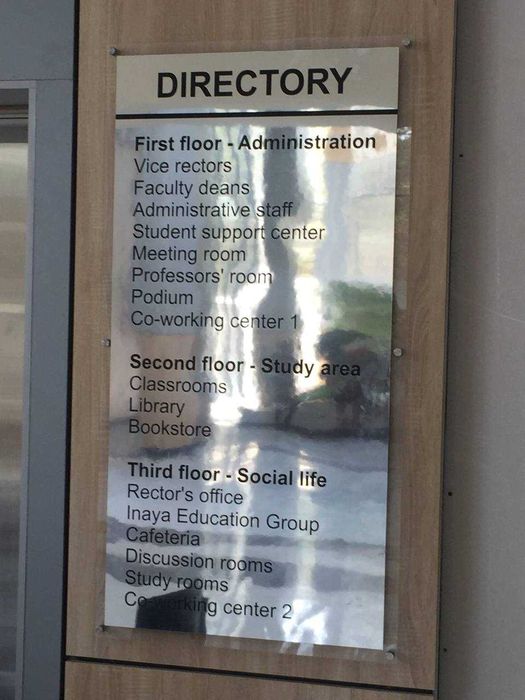 DIRECTORY
First floor - Administration
Vice rectors
Faculty deans
Administrative staff
Student support center
Meeting room
Professors' room
Podium
Co-working center 1
Second floor - Study area
Classrooms
Library
Bookstore
Third floor - Social life
Rector's office
Inaya Education Group
Cafeteria
Discussion rooms
Study rooms
Co-working center 2